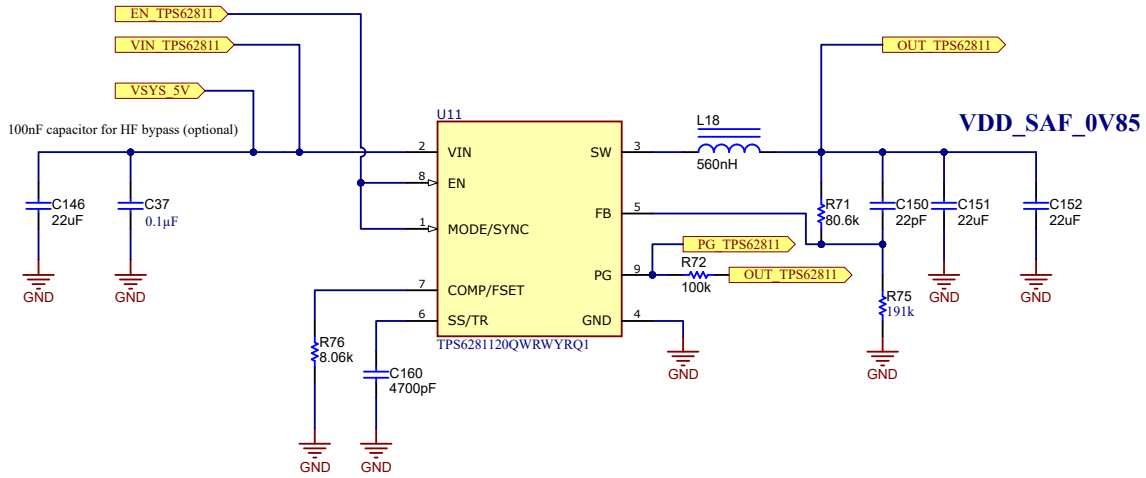 EN_TPS62811
VIN_TPS62811
OUT_TPS62811
VSYS_5V
100nF capacitor for HF bypass (optional)
U11
L18
VDD_SAF_0V85
2
VIN
SW
3
560nH
8
EN
C146
22uF
C37
0.1µF
FB
5
R71
80.6k
C150
22pF
C151
22uF
C152
22uF
1
MODE/SYNC
PG_TPS62811
R72
PG
9
OUT_TPS62811
100k
GND
GND
7
COMP/FSET
R75
191k
GND
6
SS/TR
GND
4
R76
8.06k
TPS6281120QWRWYRQ1
C160
4700pF
GND
GND
GND
GND
GND